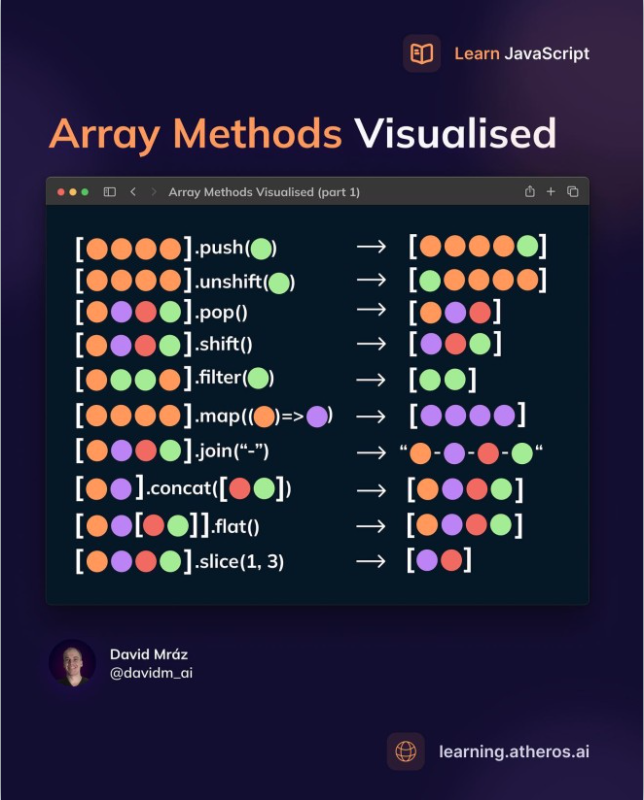 Learn JavaScript
Array Methods Visualised
Array Methods Visualised (part 1)
[ ].push( ) → [ ]
[ ].unshift( ) → [ ]
[ ].pop() → [ ]
[ ].shift() → [ ]
[ ].filter( ) → [ ]
[ ].map(( )=> ) → [ ]
[ ].join(“-”) → “ - - - “
[ ].concat([ ]) → [ ]
[ [ ]].flat() → [ ]
[ ].slice(1, 3) → [ ]
David Mráz
@davidm_ai
learning.atheros.ai